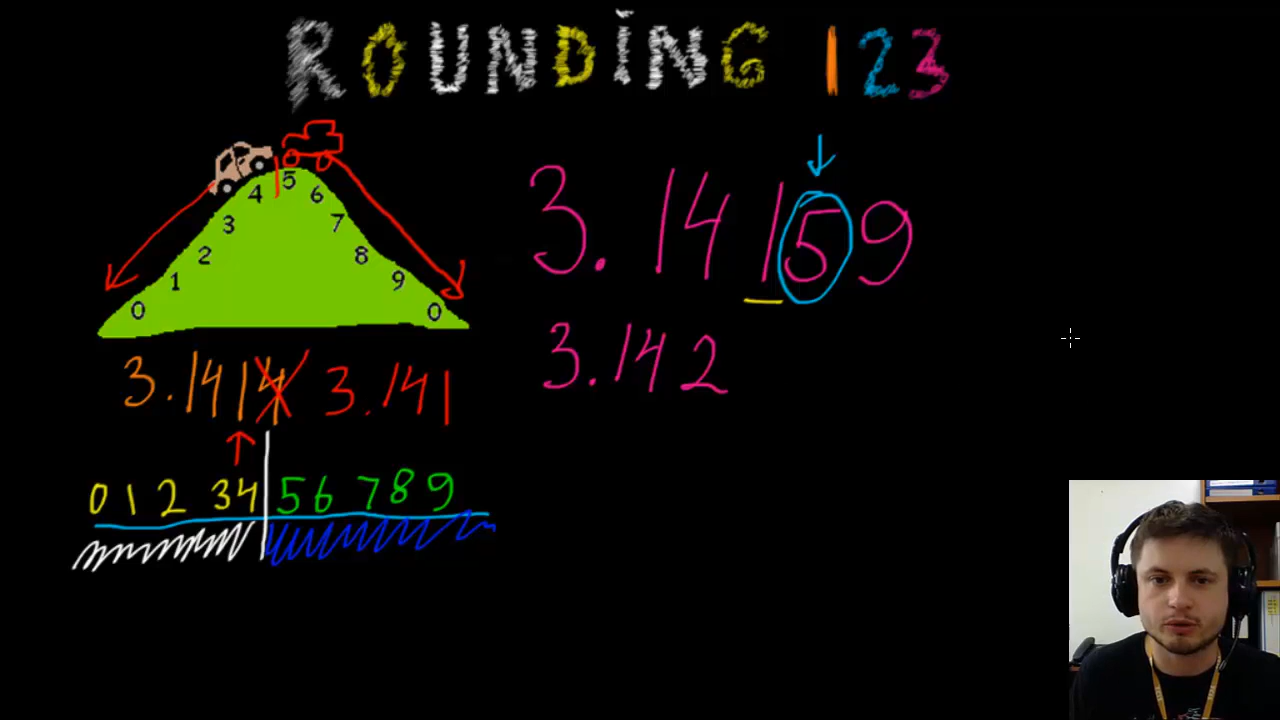 ROUNDING 123
0 1 2 3 4 5 6 7 8 9 0
3.14159
3.142
3.1414 3.141
0 1 2 3 4 5 6 7 8 9